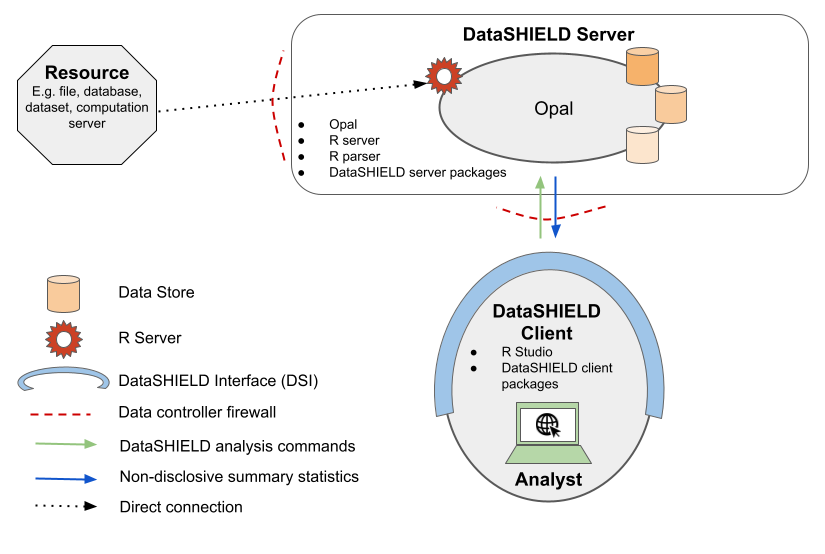 DataSHIELD Server
Resource
E.g. file, database,
dataset, computation
server
Opal
● Opal
● R server
● R parser
● DataSHIELD server packages
DataSHIELD
Client
● R Studio
● DataSHIELD client
packages
Analyst
Data Store
R Server
DataSHIELD Interface (DSI)
Data controller firewall
DataSHIELD analysis commands
Non-disclosive summary statistics
Direct connection